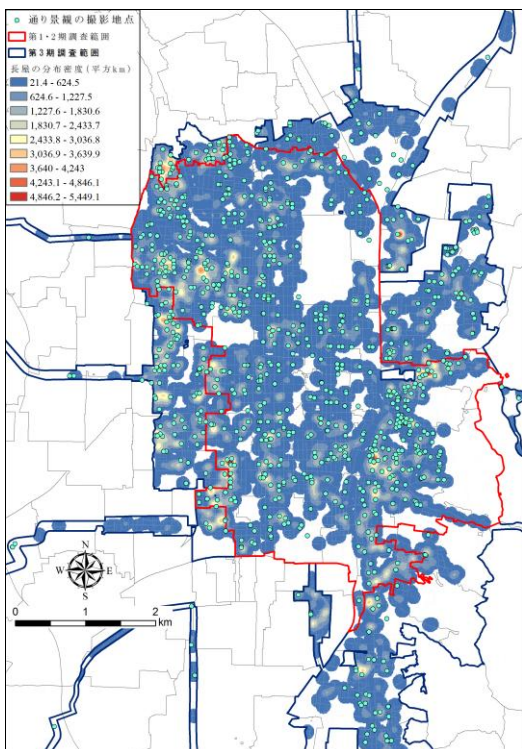 通り景観の撮影地点
第1・2期調査範囲
第3期調査範囲
長屋の分布密度(平方km)
21.4 - 624.5
624.6 - 1,227.5
1,227.6 - 1,830.6
1,830.7 - 2,433.7
2,433.8 - 3,036.8
3,036.9 - 3,639.9
3,640 - 4,243
4,243.1 - 4,846.1
4,846.2 - 5,449.1
N
W E
S
0 1 2
km